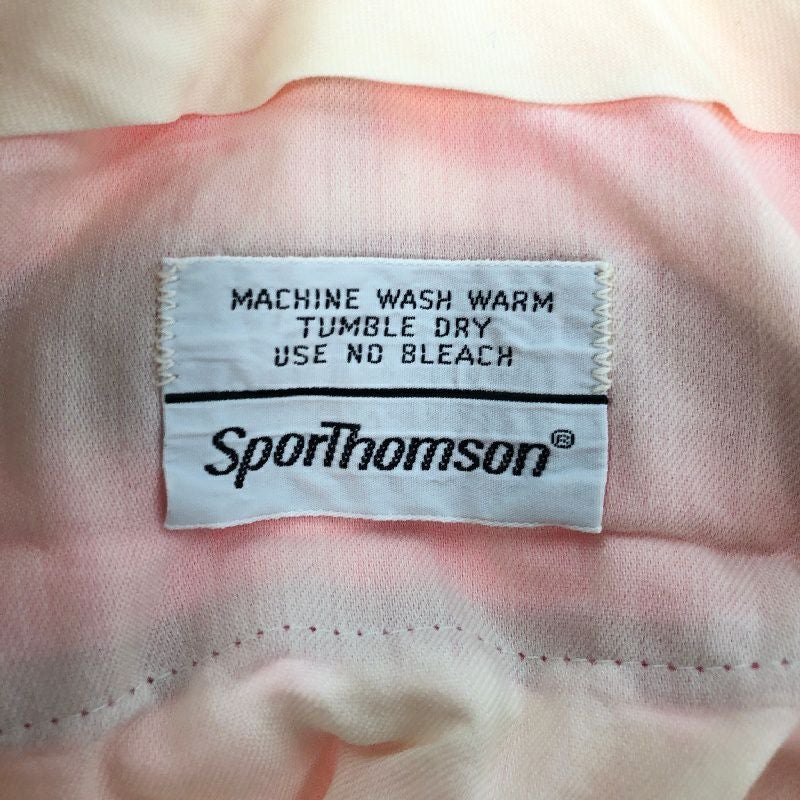 MACHINE WASH WARM
TUMBLE DRY
USE NO BLEACH
SporThomson®